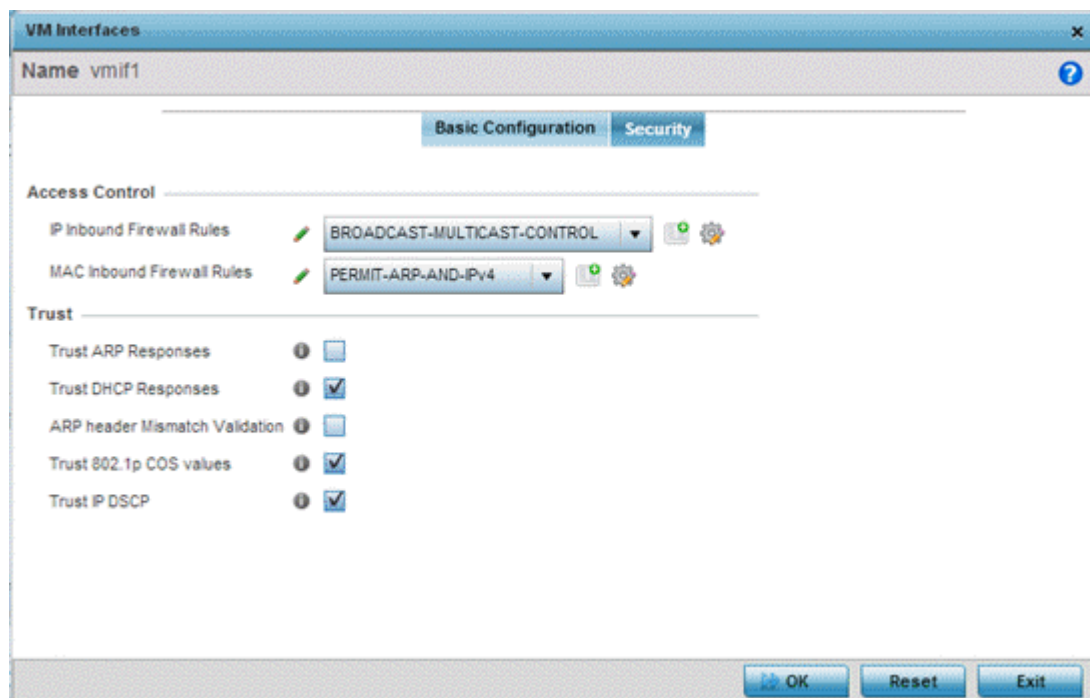 VM Interfaces
Name vmif1
Basic Configuration Security
Access Control
IP Inbound Firewall Rules BROADCAST-MULTICAST-CONTROL
MAC Inbound Firewall Rules PERMIT-ARP-AND-IPv4
Trust
Trust ARP Responses
Trust DHCP Responses
ARP header Mismatch Validation
Trust 802.1p COS values
Trust IP DSCP
OK Reset Exit